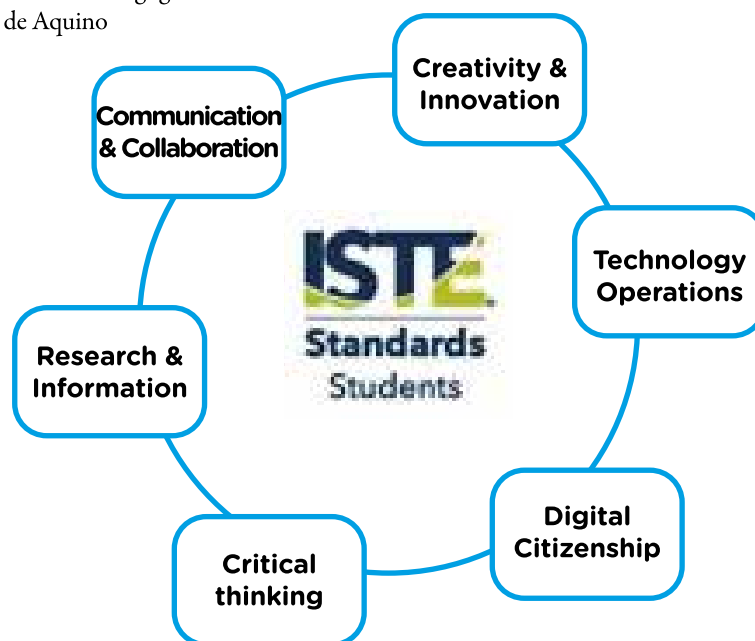 de Aquino
Creativity &
Innovation
Communication
& Collaboration
Technology
Operations
ISTE
Standards
Students
Research &
Information
Digital
Citizenship
Critical
thinking